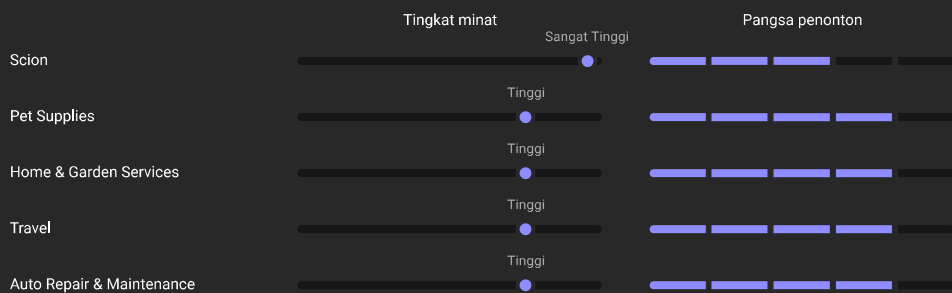 Tingkat minat
Pangsa penonton
Sangat Tinggi
Scion
Tinggi
Pet Supplies
Tinggi
Home & Garden Services
Tinggi
Travel
Tinggi
Auto Repair & Maintenance